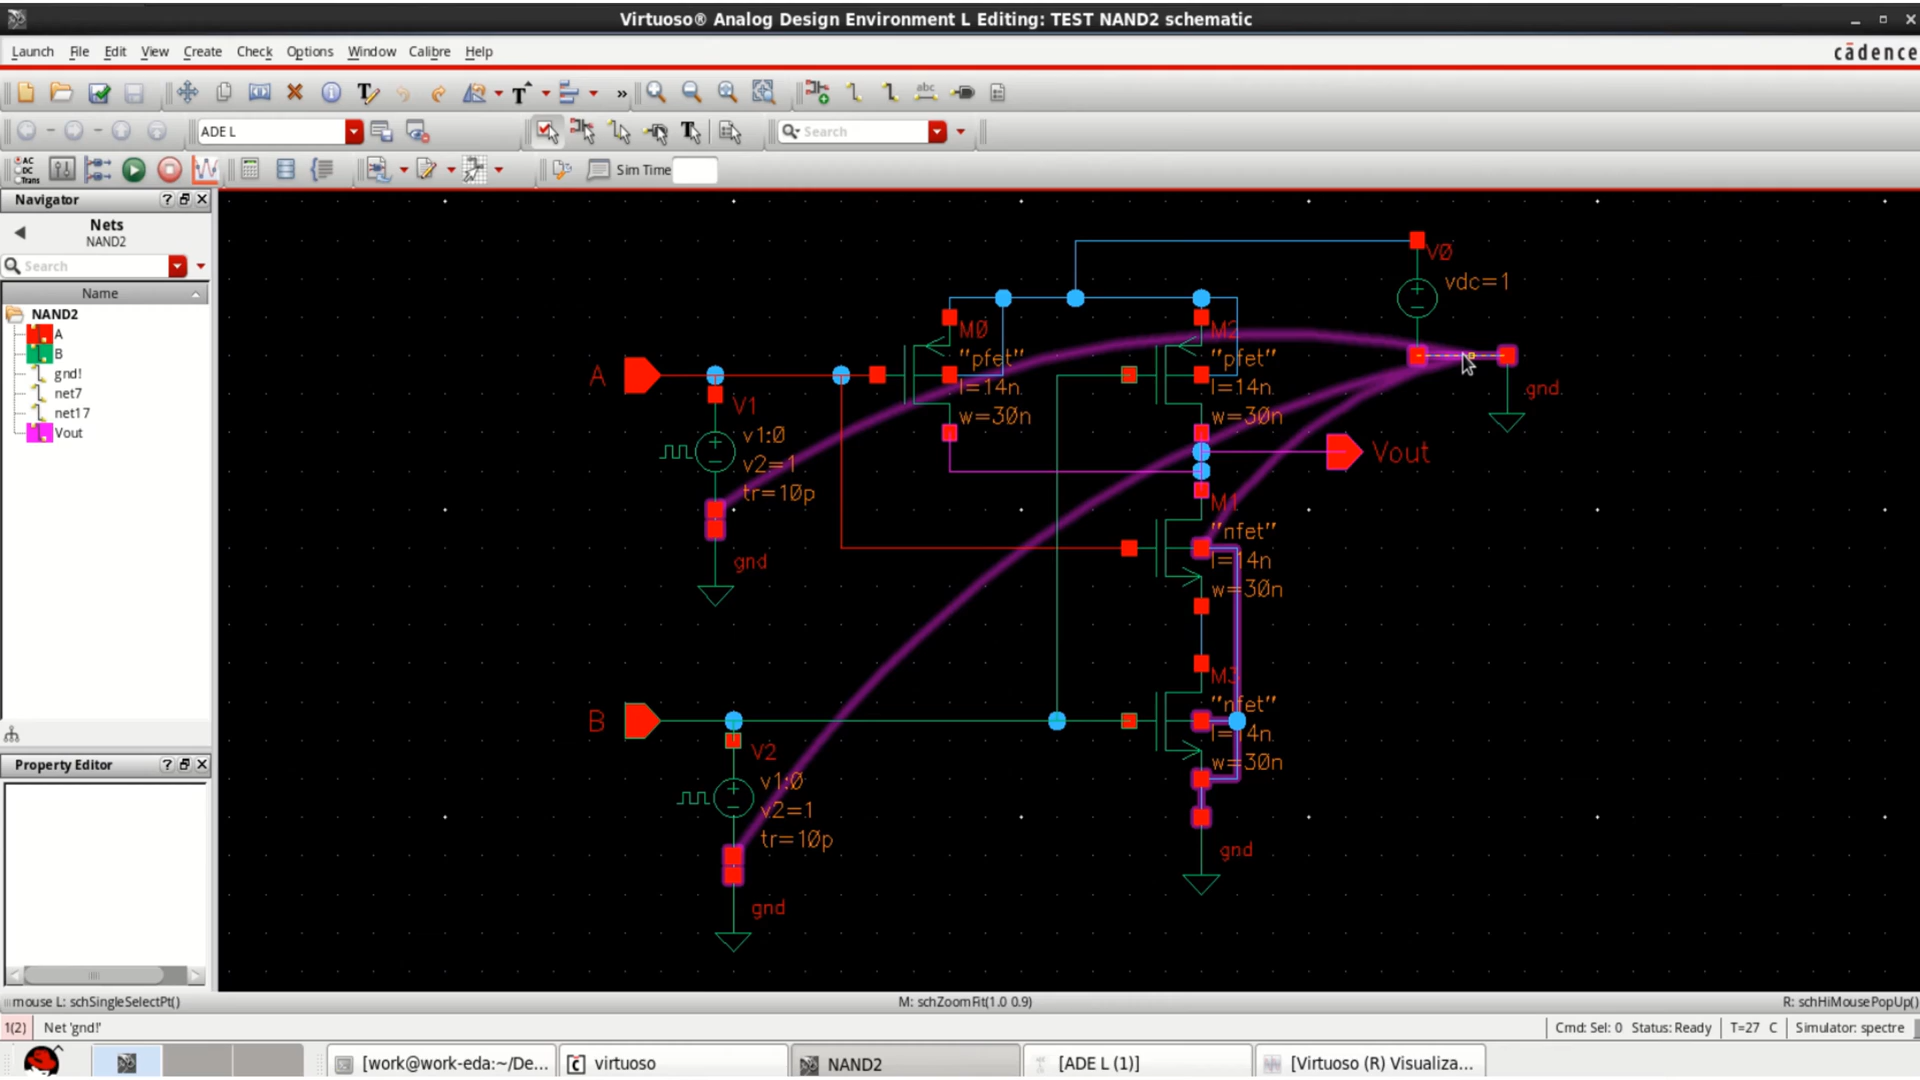 Virtuoso® Analog Design Environment L Editing: TEST NAND2 schematic
Launch File Edit View Create Check Options Window Calibre Help cādence
abc
ADE L Search
AC DC Trans Sim Time
Navigator
Nets
NAND2
Search
Name
NAND2
A
B
gnd!
net7
net17
Vout
Property Editor
V0
vdc=1
gnd
M0
"pfet"
l=14n
w=30n
M2
"pfet"
l=14n
w=30n
A
V1
v1:0
v2=1
tr=10p
gnd
Vout
M1
"nfet"
l=14n
w=30n
M3
"nfet"
l=14n
w=30n
gnd
B
V2
v1:0
v2=1
tr=10p
gnd
mouse L: schSingleSelectPt() M: schZoomFit(1.0 0.9) R: schHiMousePopUp()
1(2) Net 'gnd!' Cmd: Sel: 0 Status: Ready T=27 C Simulator: spectre
[work@work-eda:~/De... virtuoso NAND2 [ADE L (1)] [Virtuoso (R) Visualiza...